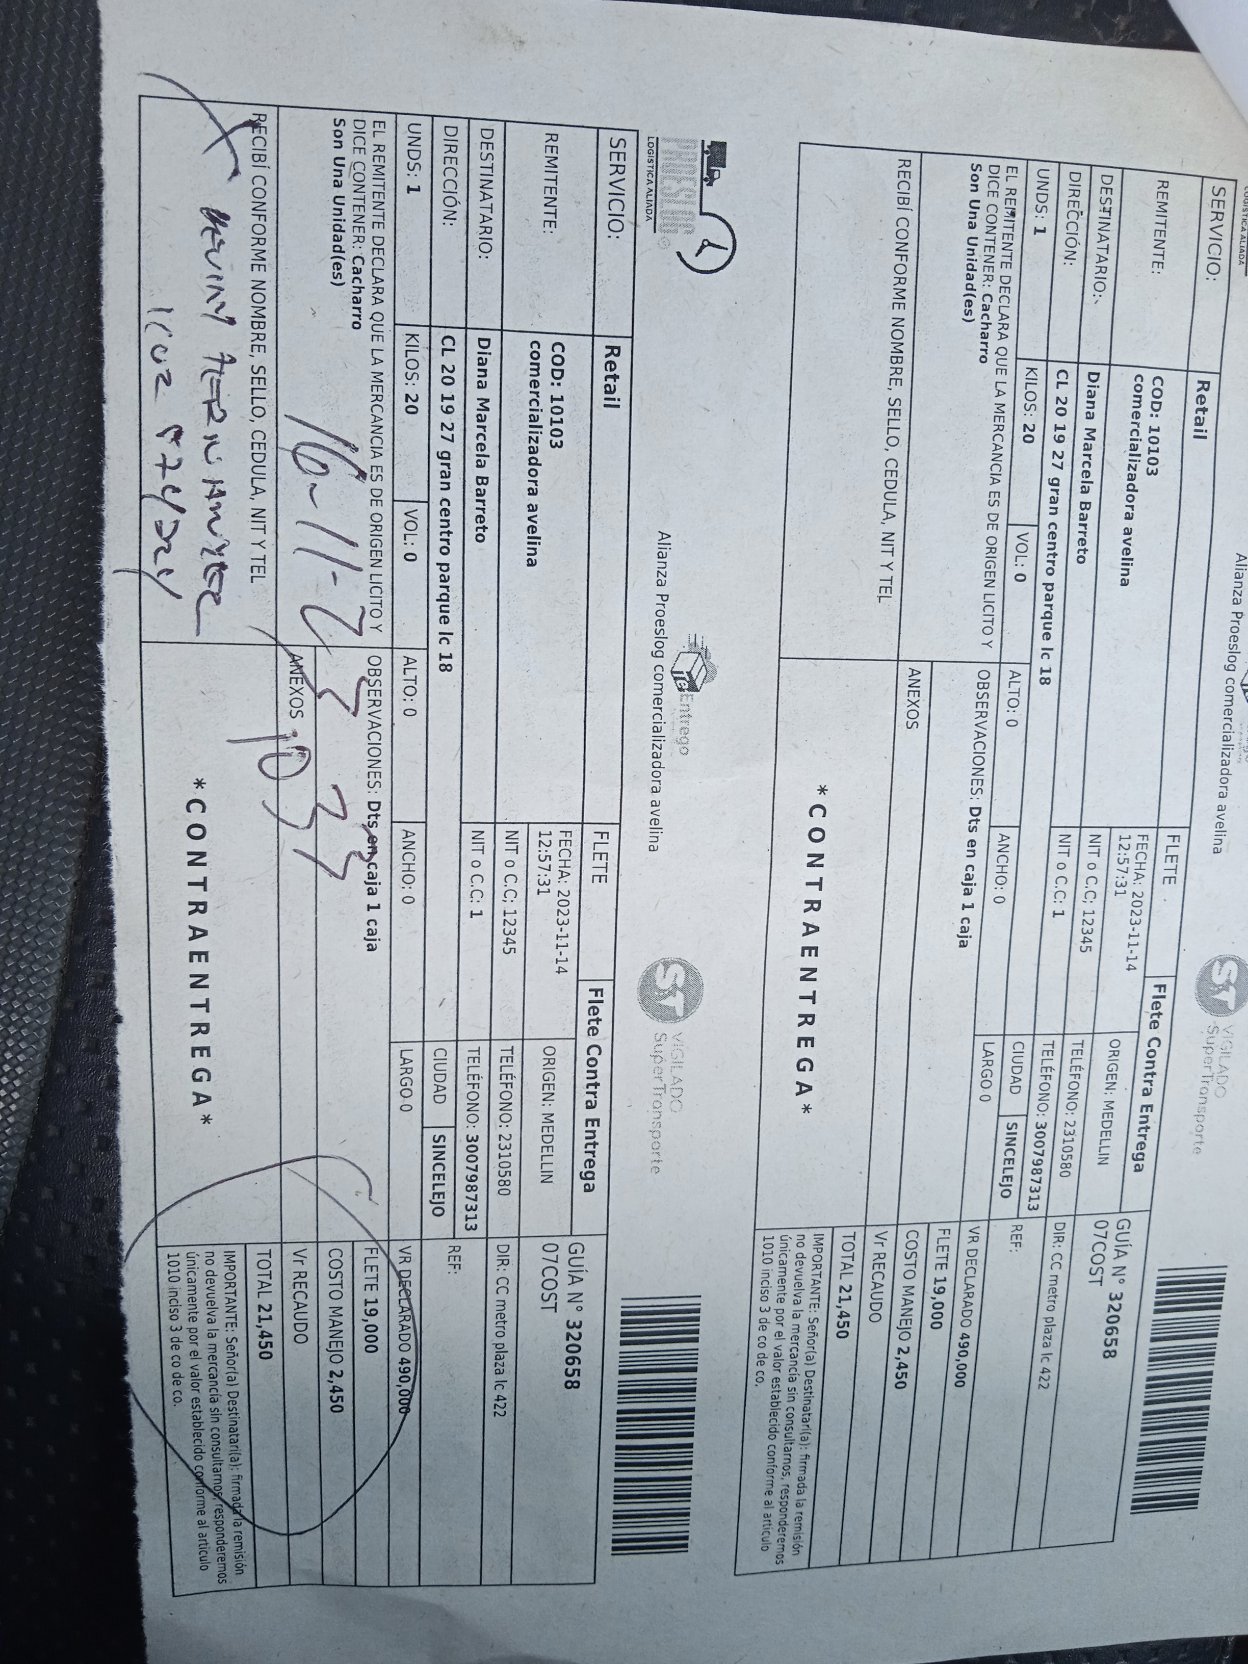 LOGISTICA ALIADA
Alianza Proeslog comercializadora avelina
VIGILADO
SuperTransporte
SERVICIO: Retail FLETE Flete Contra Entrega GUÍA N° 320658
07COST
REMITENTE: COD: 10103
comercializadora avelina
FECHA: 2023-11-14
12:57:31
ORIGEN: MEDELLIN
NIT o C.C: 12345 TELÉFONO: 2310580 DIR: CC metro plaza lc 422
DESTINATARIO: Diana Marcela Barreto NIT o C.C: 1 TELÉFONO: 3007987313
DIRECCIÓN: CL 20 19 27 gran centro parque lc 18 CIUDAD SINCELEJO REF:
UNDS: 1 KILOS: 20 VOL: 0 ALTO: 0 ANCHO: 0 LARGO 0 VR DECLARADO 490,000
EL REMITENTE DECLARA QUE LA MERCANCIA ES DE ORIGEN LICITO Y
DICE CONTENER: Cacharro
Son Una Unidad(es)
OBSERVACIONES: Dts en caja 1 caja
FLETE 19,000
COSTO MANEJO 2,450
ANEXOS
Vr RECAUDO
RECIBÍ CONFORME NOMBRE, SELLO, CEDULA, NIT Y TEL
TOTAL 21,450
*CONTRAENTREGA*
IMPORTANTE: Señor(a) Destinatari(a): firmada la remisión
no devuelva la mercancía sin consultarnos, responderemos
únicamente por el valor establecido conforme al articulo
1010 inciso 3 de co de co.
LOGISTICA ALIADA
TeEntrego
Alianza Proeslog comercializadora avelina
VIGILADO
SuperTransporte
SERVICIO: Retail FLETE Flete Contra Entrega GUÍA N° 320658
07COST
REMITENTE: COD: 10103
comercializadora avelina
FECHA: 2023-11-14
12:57:31
ORIGEN: MEDELLIN
NIT o C.C: 12345 TELÉFONO: 2310580 DIR: CC metro plaza lc 422
DESTINATARIO: Diana Marcela Barreto NIT o C.C: 1 TELÉFONO: 3007987313
DIRECCIÓN: CL 20 19 27 gran centro parque lc 18 CIUDAD SINCELEJO REF:
UNDS: 1 KILOS: 20 VOL: 0 ALTO: 0 ANCHO: 0 LARGO 0 VR DECLARADO 490,000
EL REMITENTE DECLARA QUE LA MERCANCIA ES DE ORIGEN LICITO Y
DICE CONTENER: Cacharro
Son Una Unidad(es)
OBSERVACIONES: Dts en caja 1 caja
FLETE 19,000
COSTO MANEJO 2,450
16-11-23
ANEXOS
Vr RECAUDO
RECIBÍ CONFORME NOMBRE, SELLO, CEDULA, NIT Y TEL
TOTAL 21,450
*CONTRAENTREGA*
IMPORTANTE: Señor(a) Destinatari(a): firmada la remisión
no devuelva la mercancía sin consultarnos, responderemos
únicamente por el valor establecido conforme al articulo
1010 inciso 3 de co de co.